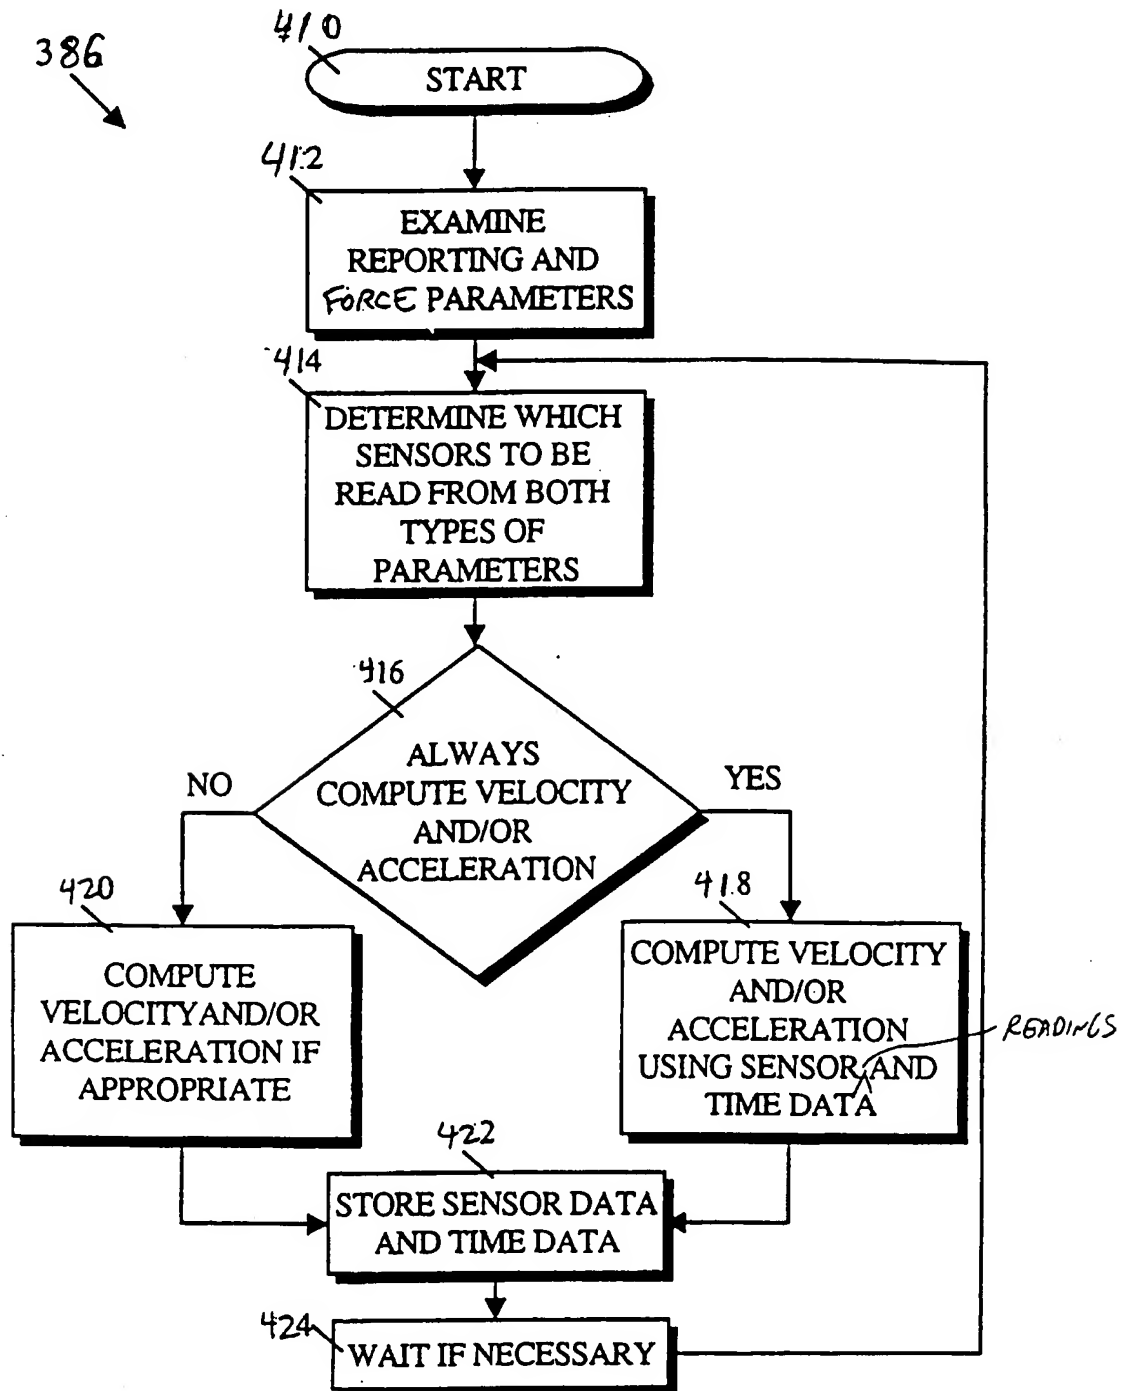 386
410
START
412
EXAMINE
REPORTING AND
FORCE PARAMETERS
414
DETERMINE WHICH
SENSORS TO BE
READ FROM BOTH
TYPES OF
PARAMETERS
416
ALWAYS
COMPUTE VELOCITY
AND/OR
ACCELERATION
NO
YES
420
COMPUTE
VELOCITY AND/OR
ACCELERATION IF
APPROPRIATE
418
COMPUTE VELOCITY
AND/OR
ACCELERATION
USING SENSOR AND
TIME DATA
READINGS
422
STORE SENSOR DATA
AND TIME DATA
424
WAIT IF NECESSARY